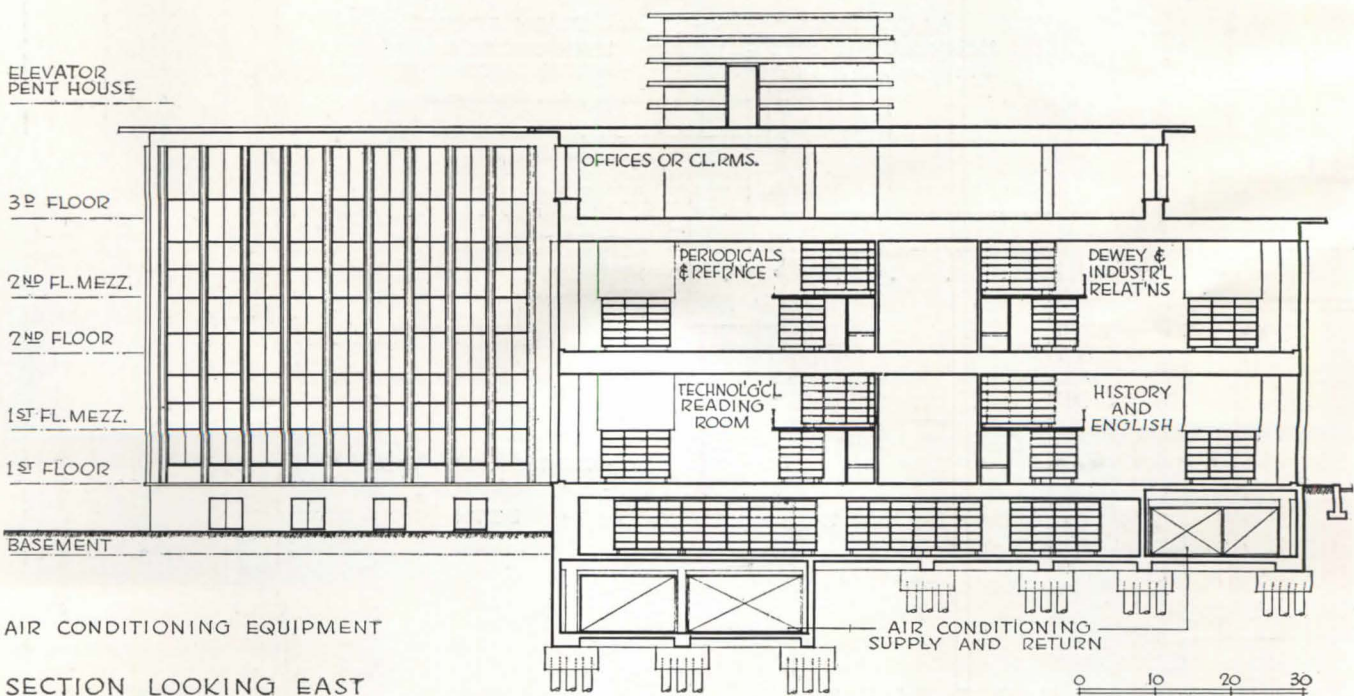 ELEVATOR
PENT HOUSE
OFFICES OR CL.RMS.
3D FLOOR
PERIODICALS
& REFR'NCE
DEWEY &
INDUSTR'L
RELAT'NS
2ND FL. MEZZ.
2ND FLOOR
TECHNOL'G'CL
READING
ROOM
HISTORY
AND
ENGLISH
1ST FL. MEZZ.
1ST FLOOR
BASEMENT
AIR CONDITIONING EQUIPMENT
AIR CONDITIONING
SUPPLY AND RETURN
SECTION LOOKING EAST
0 10 20 30